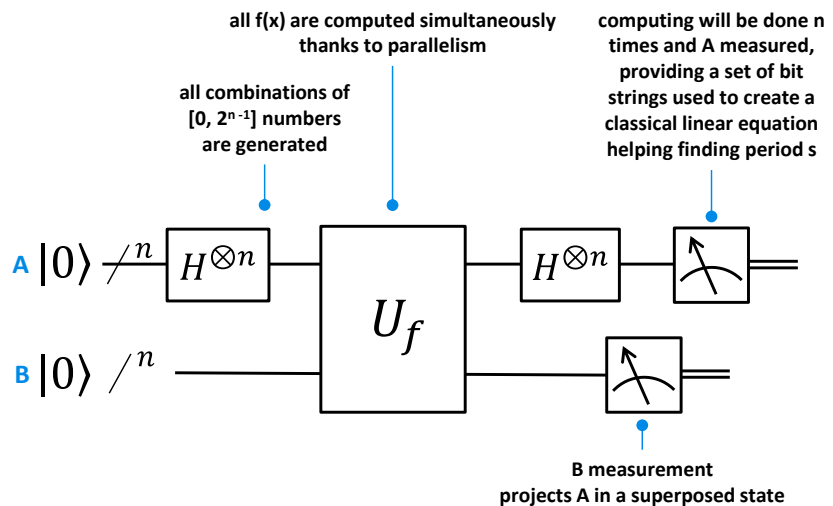 all f(x) are computed simultaneously
thanks to parallelism
computing will be done n
times and A measured,
providing a set of bit
strings used to create a
classical linear equation
helping finding period s
all combinations of
[0, 2ⁿ⁻¹] numbers
are generated
A |0⟩ n H⊗n H⊗n
U_f
B |0⟩ n
B measurement
projects A in a superposed state